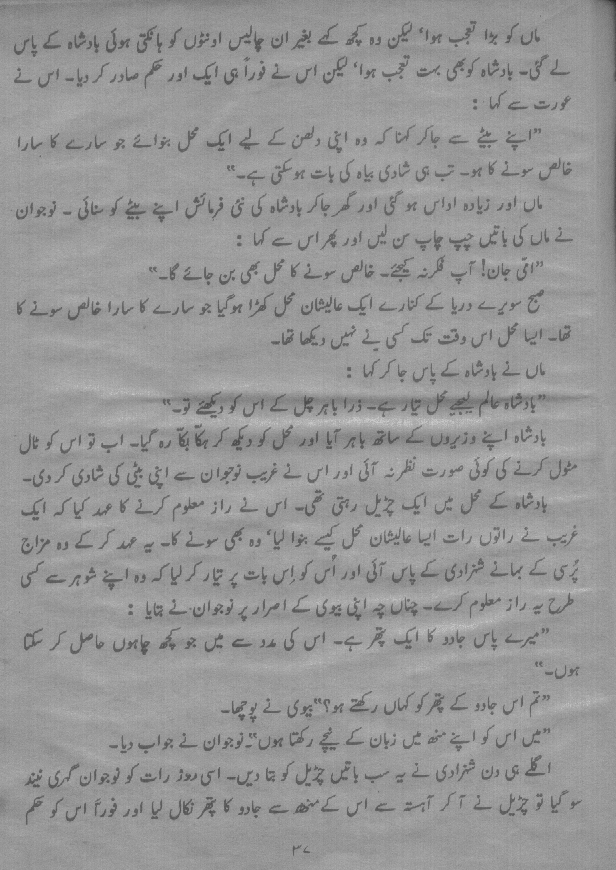 ماں کو بڑا تعجب ہوا، لیکن وہ کچھ کہے بغیر ان چالیس اونٹوں کو ہانکتی ہوئی بادشاہ کے پاس
لے گئی۔ بادشاہ کو بھی بہت تعجب ہوا، لیکن اس نے فوراً ہی ایک اور حکم صادر کر دیا۔ اس نے
عورت سے کہا :
"اپنے بیٹے سے جا کر کہنا کہ وہ اپنی دلھن کے لیے ایک محل بنوائے جو سارے کا سارا
خالص سونے کا ہو۔ تب ہی شادی بیاہ کی بات ہوسکتی ہے۔"
ماں اور زیادہ اداس ہو گئی اور گھر جا کر بادشاہ کی نئی فرمائش اپنے بیٹے کو سنائی ۔ نوجوان
نے ماں کی باتیں چپ چاپ سن لیں اور پھر اس سے کہا :
"امّی جان! آپ فکر نہ کیجئے۔ خالص سونے کا محل بھی بن جائے گا۔"
صبح سویرے دریا کے کنارے ایک عالیشان محل کھڑا ہوگیا جو سارے کا سارا خالص سونے کا
تھا۔ ایسا محل اس وقت تک کسی نے نہیں دیکھا تھا۔
ماں نے بادشاہ کے پاس جا کر کہا :
"بادشاہ عالم لیجیے محل تیار ہے۔ ذرا باہر چل کے اس کو دیکھئے تو۔"
بادشاہ اپنے وزیروں کے ساتھ باہر آیا اور محل کو دیکھ کر ہکّا بکّا رہ گیا۔ اب تو اس کو ٹال
مٹول کرنے کی کوئی صورت نظر نہ آئی اور اس نے غریب نوجوان سے اپنی بیٹی کی شادی کر دی۔
بادشاہ کے محل میں ایک چڑیل رہتی تھی۔ اس نے راز معلوم کرنے کا عہد کیا کہ ایک
غریب نے راتوں رات ایسا عالیشان محل کیسے بنوا لیا، وہ بھی سونے کا۔ یہ عہد کر کے وہ مزاج
پُرسی کے بہانے شنزادی کے پاس آئی اور اُس کو اِس بات پر تیار کر لیا کہ وہ اپنے شوہر سے کسی
طرح یہ راز معلوم کرے۔ چناں چہ اپنی بیوی کے اصرار پر نوجوان نے بتایا :
"میرے پاس جادو کا ایک پتھر ہے۔ اس کی مدد سے میں جو کچھ چاہوں حاصل کر سکتا
ہوں۔"
"تم اس جادو کے پتھر کو کہاں رکھتے ہو؟" بیوی نے پوچھا۔
"میں اس کو اپنے منھ میں زبان کے نیچے رکھتا ہوں"۔ نوجوان نے جواب دیا۔
اگلے ہی دن شنزادی نے یہ سب باتیں چڑیل کو بتا دیں۔ اسی روز رات کو نوجوان گہری نیند
سو گیا تو چڑیل نے آ کر آہستہ سے اس کے منھ سے جادو کا پتھر نکال لیا اور فوراً اس کو حکم
۳۷